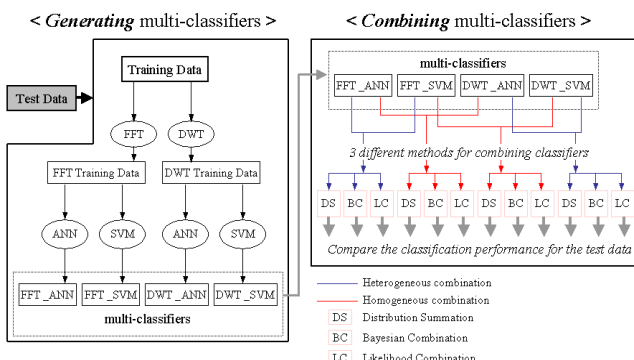 < Generating multi-classifiers >
Training Data
Test Data
FFT DWT
FFT Training Data DWT Training Data
ANN SVM ANN SVM
FFT_ANN FFT_SVM DWT_ANN DWT_SVM
multi-classifiers
< Combining multi-classifiers >
multi-classifiers
FFT_ANN FFT_SVM DWT_ANN DWT_SVM
3 different methods for combining classifiers
DS BC LC DS BC LC DS BC LC DS BC LC
Compare the classification performance for the test data
Heterogeneous combination
Homogeneous combination
DS Distribution Summation
BC Bayesian Combination
LC Likelihood Combination